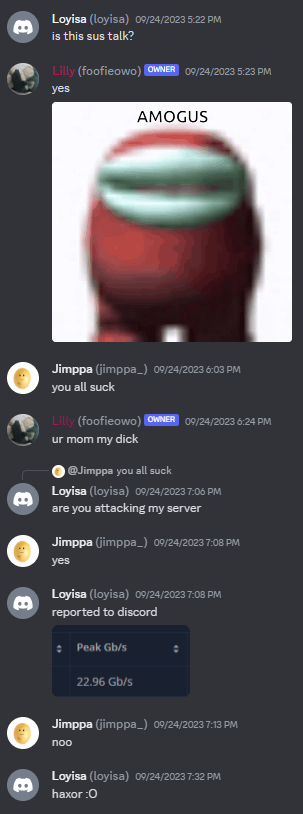 Loyisa (loyisa) 09/24/2023 5:22 PM
is this sus talk?
Lilly (foofieowo) OWNER 09/24/2023 5:23 PM
yes
AMOGUS
Jimppa (jimppa_) 09/24/2023 6:03 PM
you all suck
Lilly (foofieowo) OWNER 09/24/2023 6:24 PM
ur mom my dick
@Jimppa you all suck
Loyisa (loyisa) 09/24/2023 7:06 PM
are you attacking my server
Jimppa (jimppa_) 09/24/2023 7:08 PM
yes
Loyisa (loyisa) 09/24/2023 7:08 PM
reported to discord
Peak Gb/s
22.96 Gb/s
Jimppa (jimppa_) 09/24/2023 7:13 PM
noo
Loyisa (loyisa) 09/24/2023 7:32 PM
haxor :O